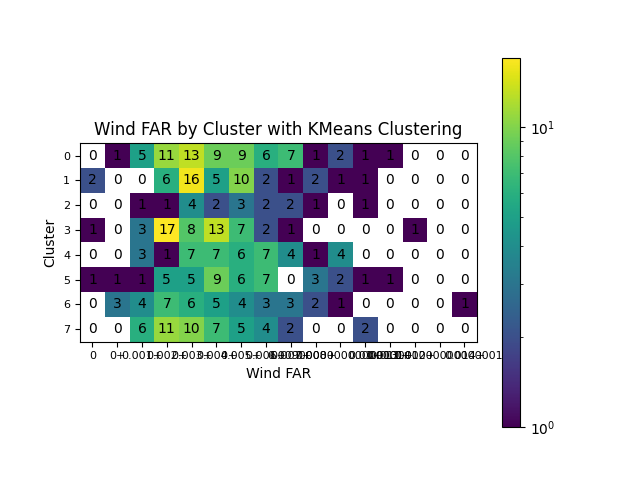 Wind FAR by Cluster with KMeans Clustering
0 0 1 5 11 13 9 9 6 7 1 2 1 1 0 0 0
1 2 0 0 6 16 5 10 2 1 2 1 1 0 0 0 0
2 0 0 1 1 4 2 3 2 2 1 0 1 0 0 0 0
3 1 0 3 17 8 13 7 2 1 0 0 0 0 1 0 0
4 0 0 3 1 7 7 6 7 4 1 4 0 0 0 0 0
5 1 1 1 5 5 9 6 7 0 3 2 1 1 0 0 0
6 0 3 4 7 6 5 4 3 3 2 1 0 0 0 0 1
7 0 0 6 11 10 7 5 4 2 0 0 2 0 0 0 0
0 0+
Wind FAR
Cluster
10¹
10⁰